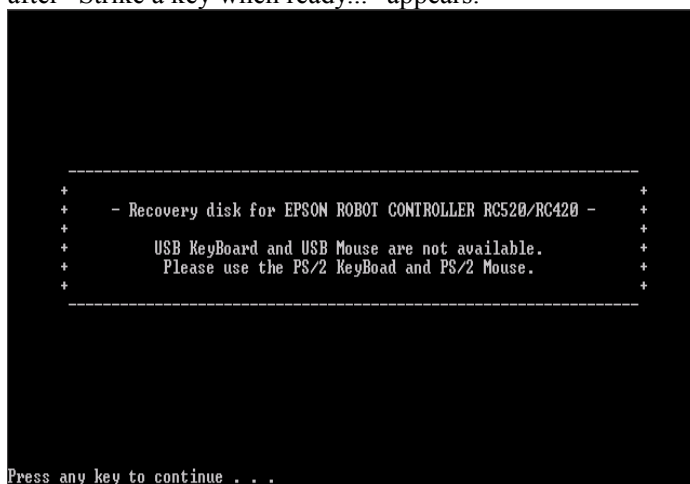 after "Strike a key when ready..." appears.
- Recovery disk for EPSON ROBOT CONTROLLER RC520/RC420 -
USB KeyBoard and USB Mouse are not available.
Please use the PS/2 KeyBoad and PS/2 Mouse.
Press any key to continue . . .